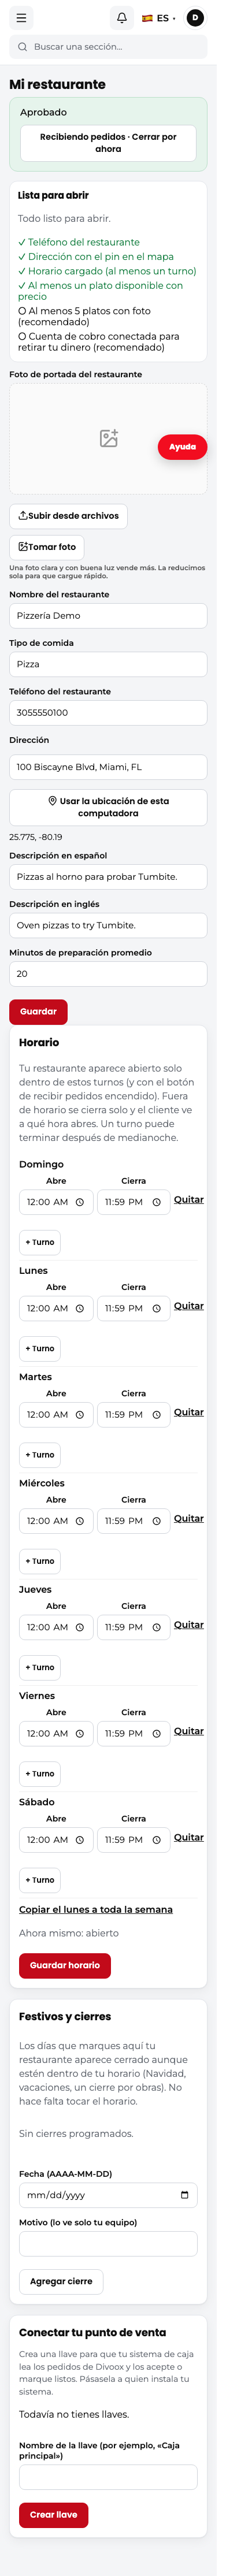 ES
D
Buscar una sección...
Mi restaurante
Aprobado
Recibiendo pedidos · Cerrar por
ahora
Lista para abrir
Todo listo para abrir.
✓ Teléfono del restaurante
✓ Dirección con el pin en el mapa
✓ Horario cargado (al menos un turno)
✓ Al menos un plato disponible con
precio
O Al menos 5 platos con foto
(recomendado)
O Cuenta de cobro conectada para
retirar tu dinero (recomendado)
Foto de portada del restaurante
Ayuda
Subir desde archivos
Tomar foto
Una foto clara y con buena luz vende más. La reducimos
sola para que cargue rápido.
Nombre del restaurante
Pizzería Demo
Tipo de comida
Pizza
Teléfono del restaurante
3055550100
Dirección
100 Biscayne Blvd, Miami, FL
Usar la ubicación de esta
computadora
25.775, -80.19
Descripción en español
Pizzas al horno para probar Tumbite.
Descripción en inglés
Oven pizzas to try Tumbite.
Minutos de preparación promedio
20
Guardar
Horario
Tu restaurante aparece abierto solo
dentro de estos turnos (y con el botón
de recibir pedidos encendido). Fuera
de horario se cierra solo y el cliente ve
a qué hora abres. Un turno puede
terminar después de medianoche.
Domingo
Abre Cierra
12:00 AM 11:59 PM Quitar
+ Turno
Lunes
Abre Cierra
12:00 AM 11:59 PM Quitar
+ Turno
Martes
Abre Cierra
12:00 AM 11:59 PM Quitar
+ Turno
Miércoles
Abre Cierra
12:00 AM 11:59 PM Quitar
+ Turno
Jueves
Abre Cierra
12:00 AM 11:59 PM Quitar
+ Turno
Viernes
Abre Cierra
12:00 AM 11:59 PM Quitar
+ Turno
Sábado
Abre Cierra
12:00 AM 11:59 PM Quitar
+ Turno
Copiar el lunes a toda la semana
Ahora mismo: abierto
Guardar horario
Festivos y cierres
Los días que marques aquí tu
restaurante aparece cerrado aunque
estén dentro de tu horario (Navidad,
vacaciones, un cierre por obras). No
hace falta tocar el horario.
Sin cierres programados.
Fecha (AAAA-MM-DD)
mm/dd/yyyy
Motivo (lo ve solo tu equipo)
Agregar cierre
Conectar tu punto de venta
Crea una llave para que tu sistema de caja
lea los pedidos de Divoox y los acepte o
marque listos. Pásasela a quien instala tu
sistema.
Todavía no tienes llaves.
Nombre de la llave (por ejemplo, «Caja
principal»)
Crear llave